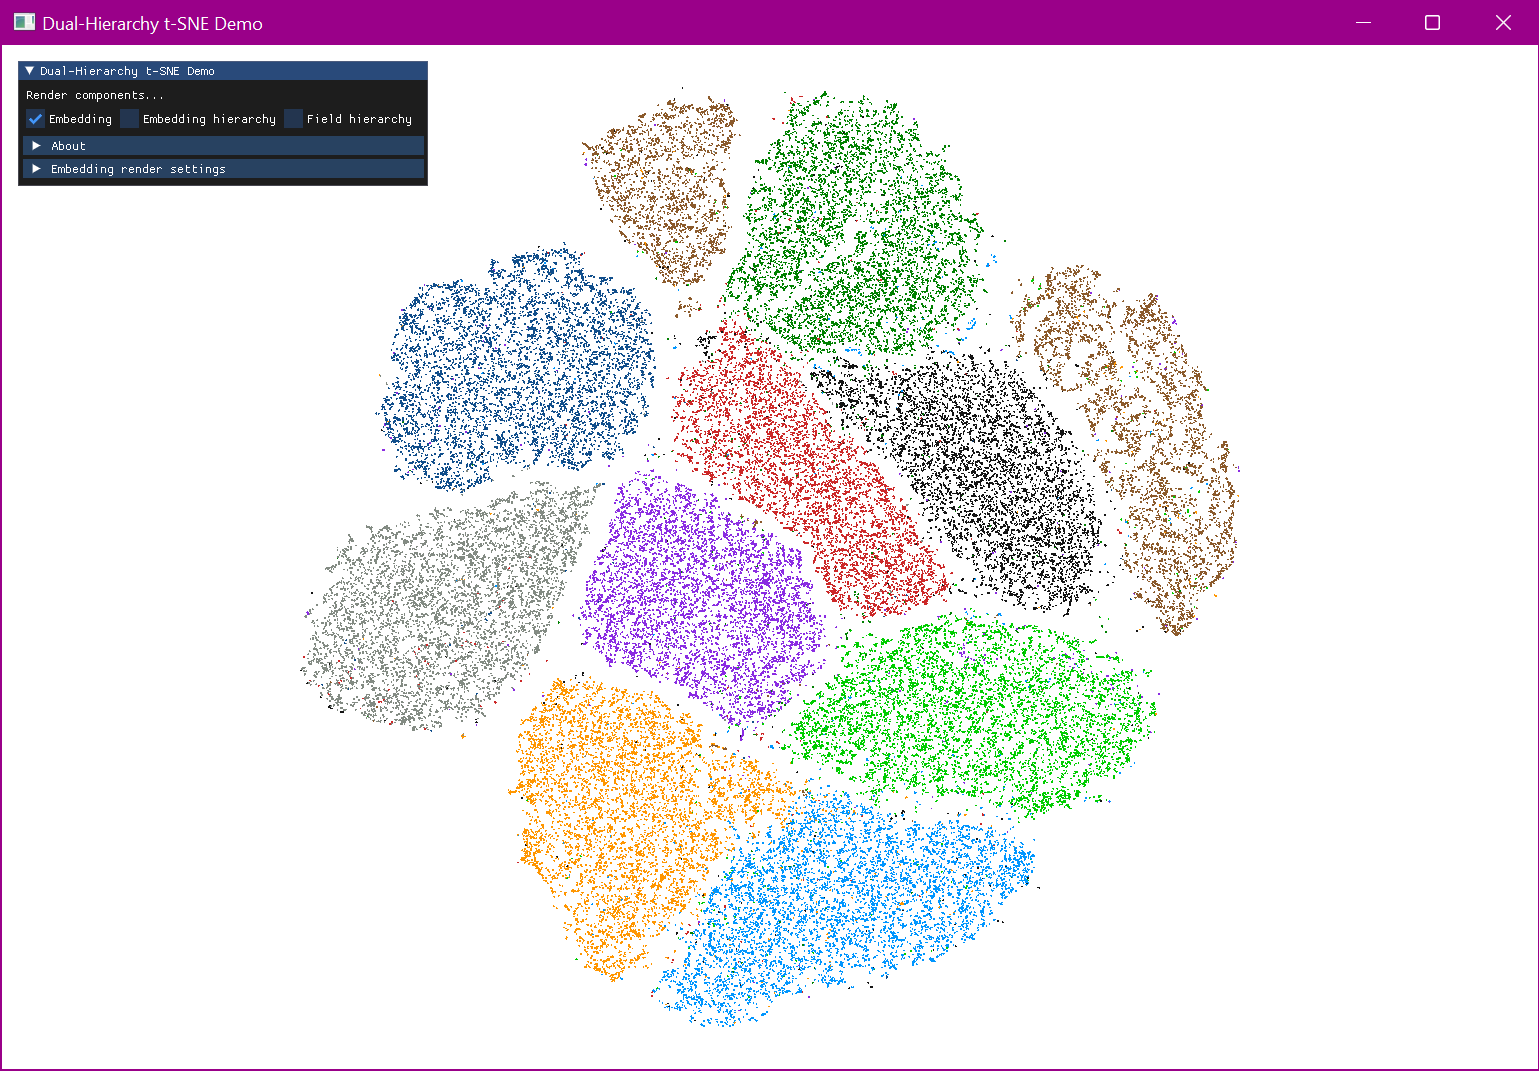 Dual-Hierarchy t-SNE Demo
Dual-Hierarchy t-SNE Demo
Render components...
Embedding Embedding hierarchy Field hierarchy
About
Embedding render settings